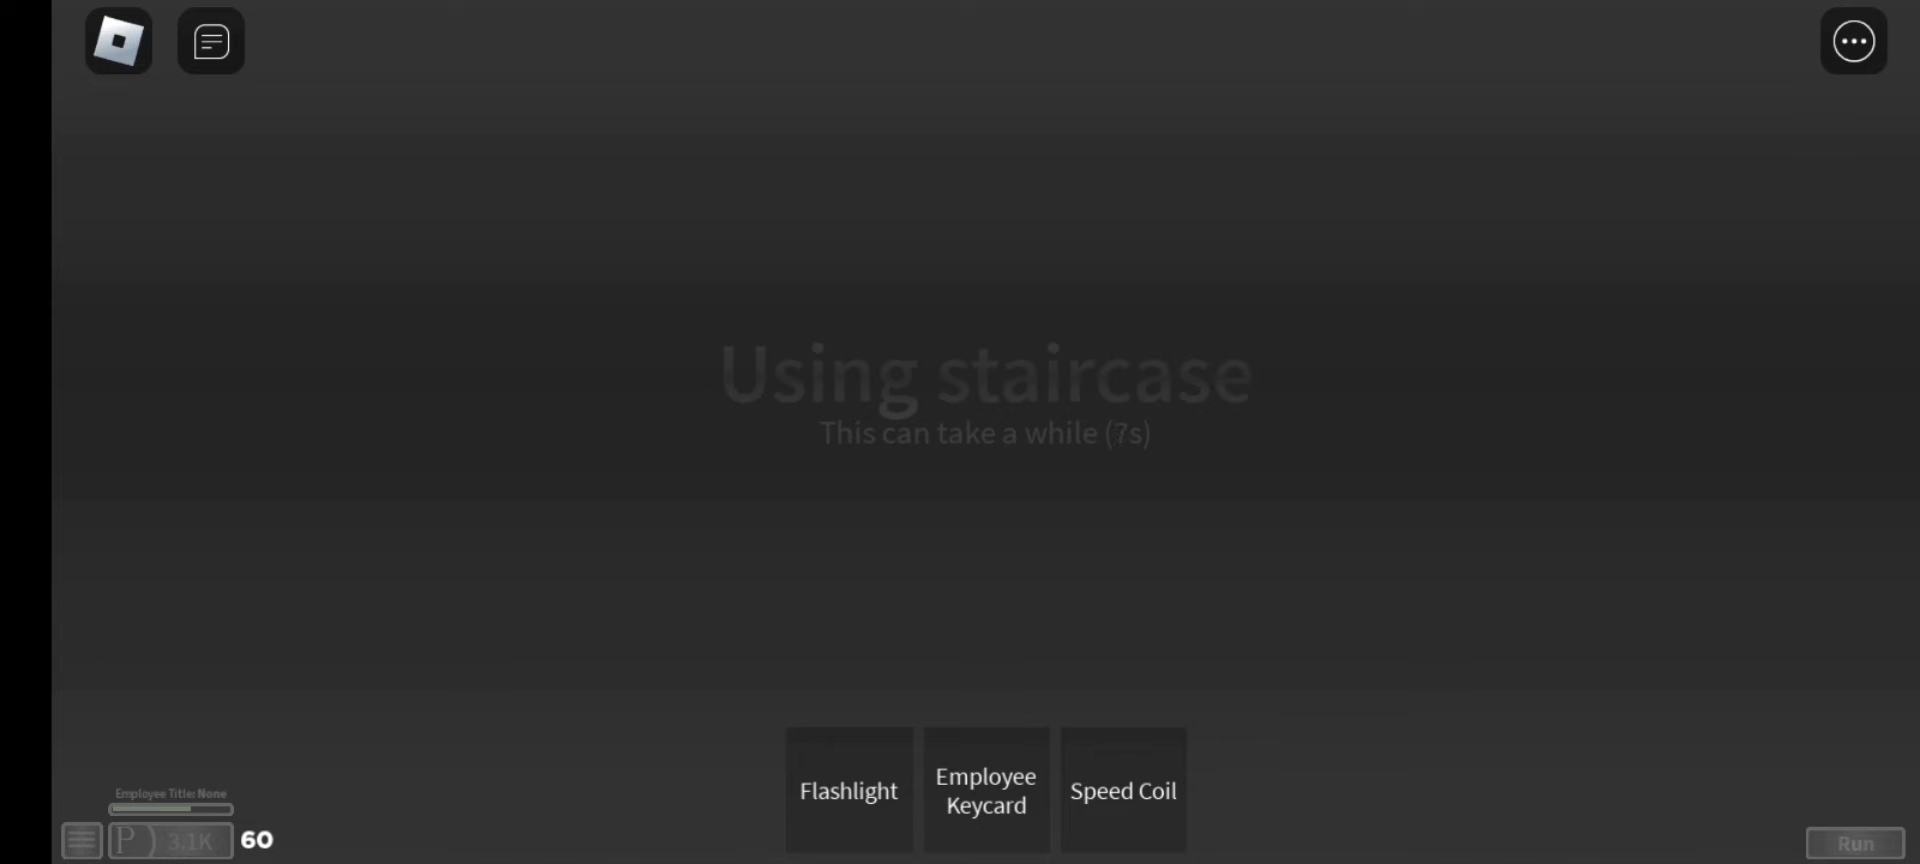 Using staircase
This can take a while (7s)
Flashlight
Employee
Keycard
Speed Coil
Employee Title: None
P ) 3.1K
60
Run